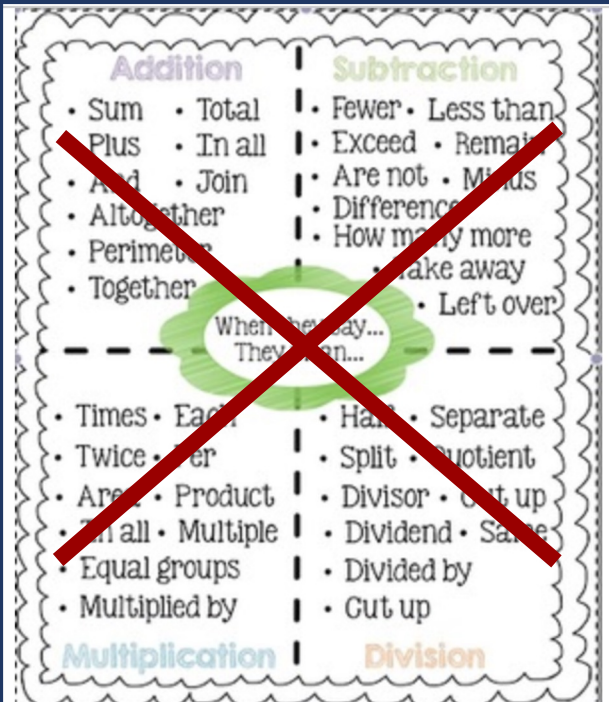 Addition
• Sum • Total
• Plus • In all
• And • Join
• Altogether
• Perimeter
• Together
Subtraction
• Fewer • Less than
• Exceed • Remain
• Are not • Minus
• Difference
• How many more
• Take away
• Left over
When they say...
They mean...
• Times • Each
• Twice • Per
• Area • Product
• In all • Multiple
• Equal groups
• Multiplied by
Multiplication
• Half • Separate
• Split • Quotient
• Divisor • Cut up
• Dividend • Same
• Divided by
• Cut up
Division